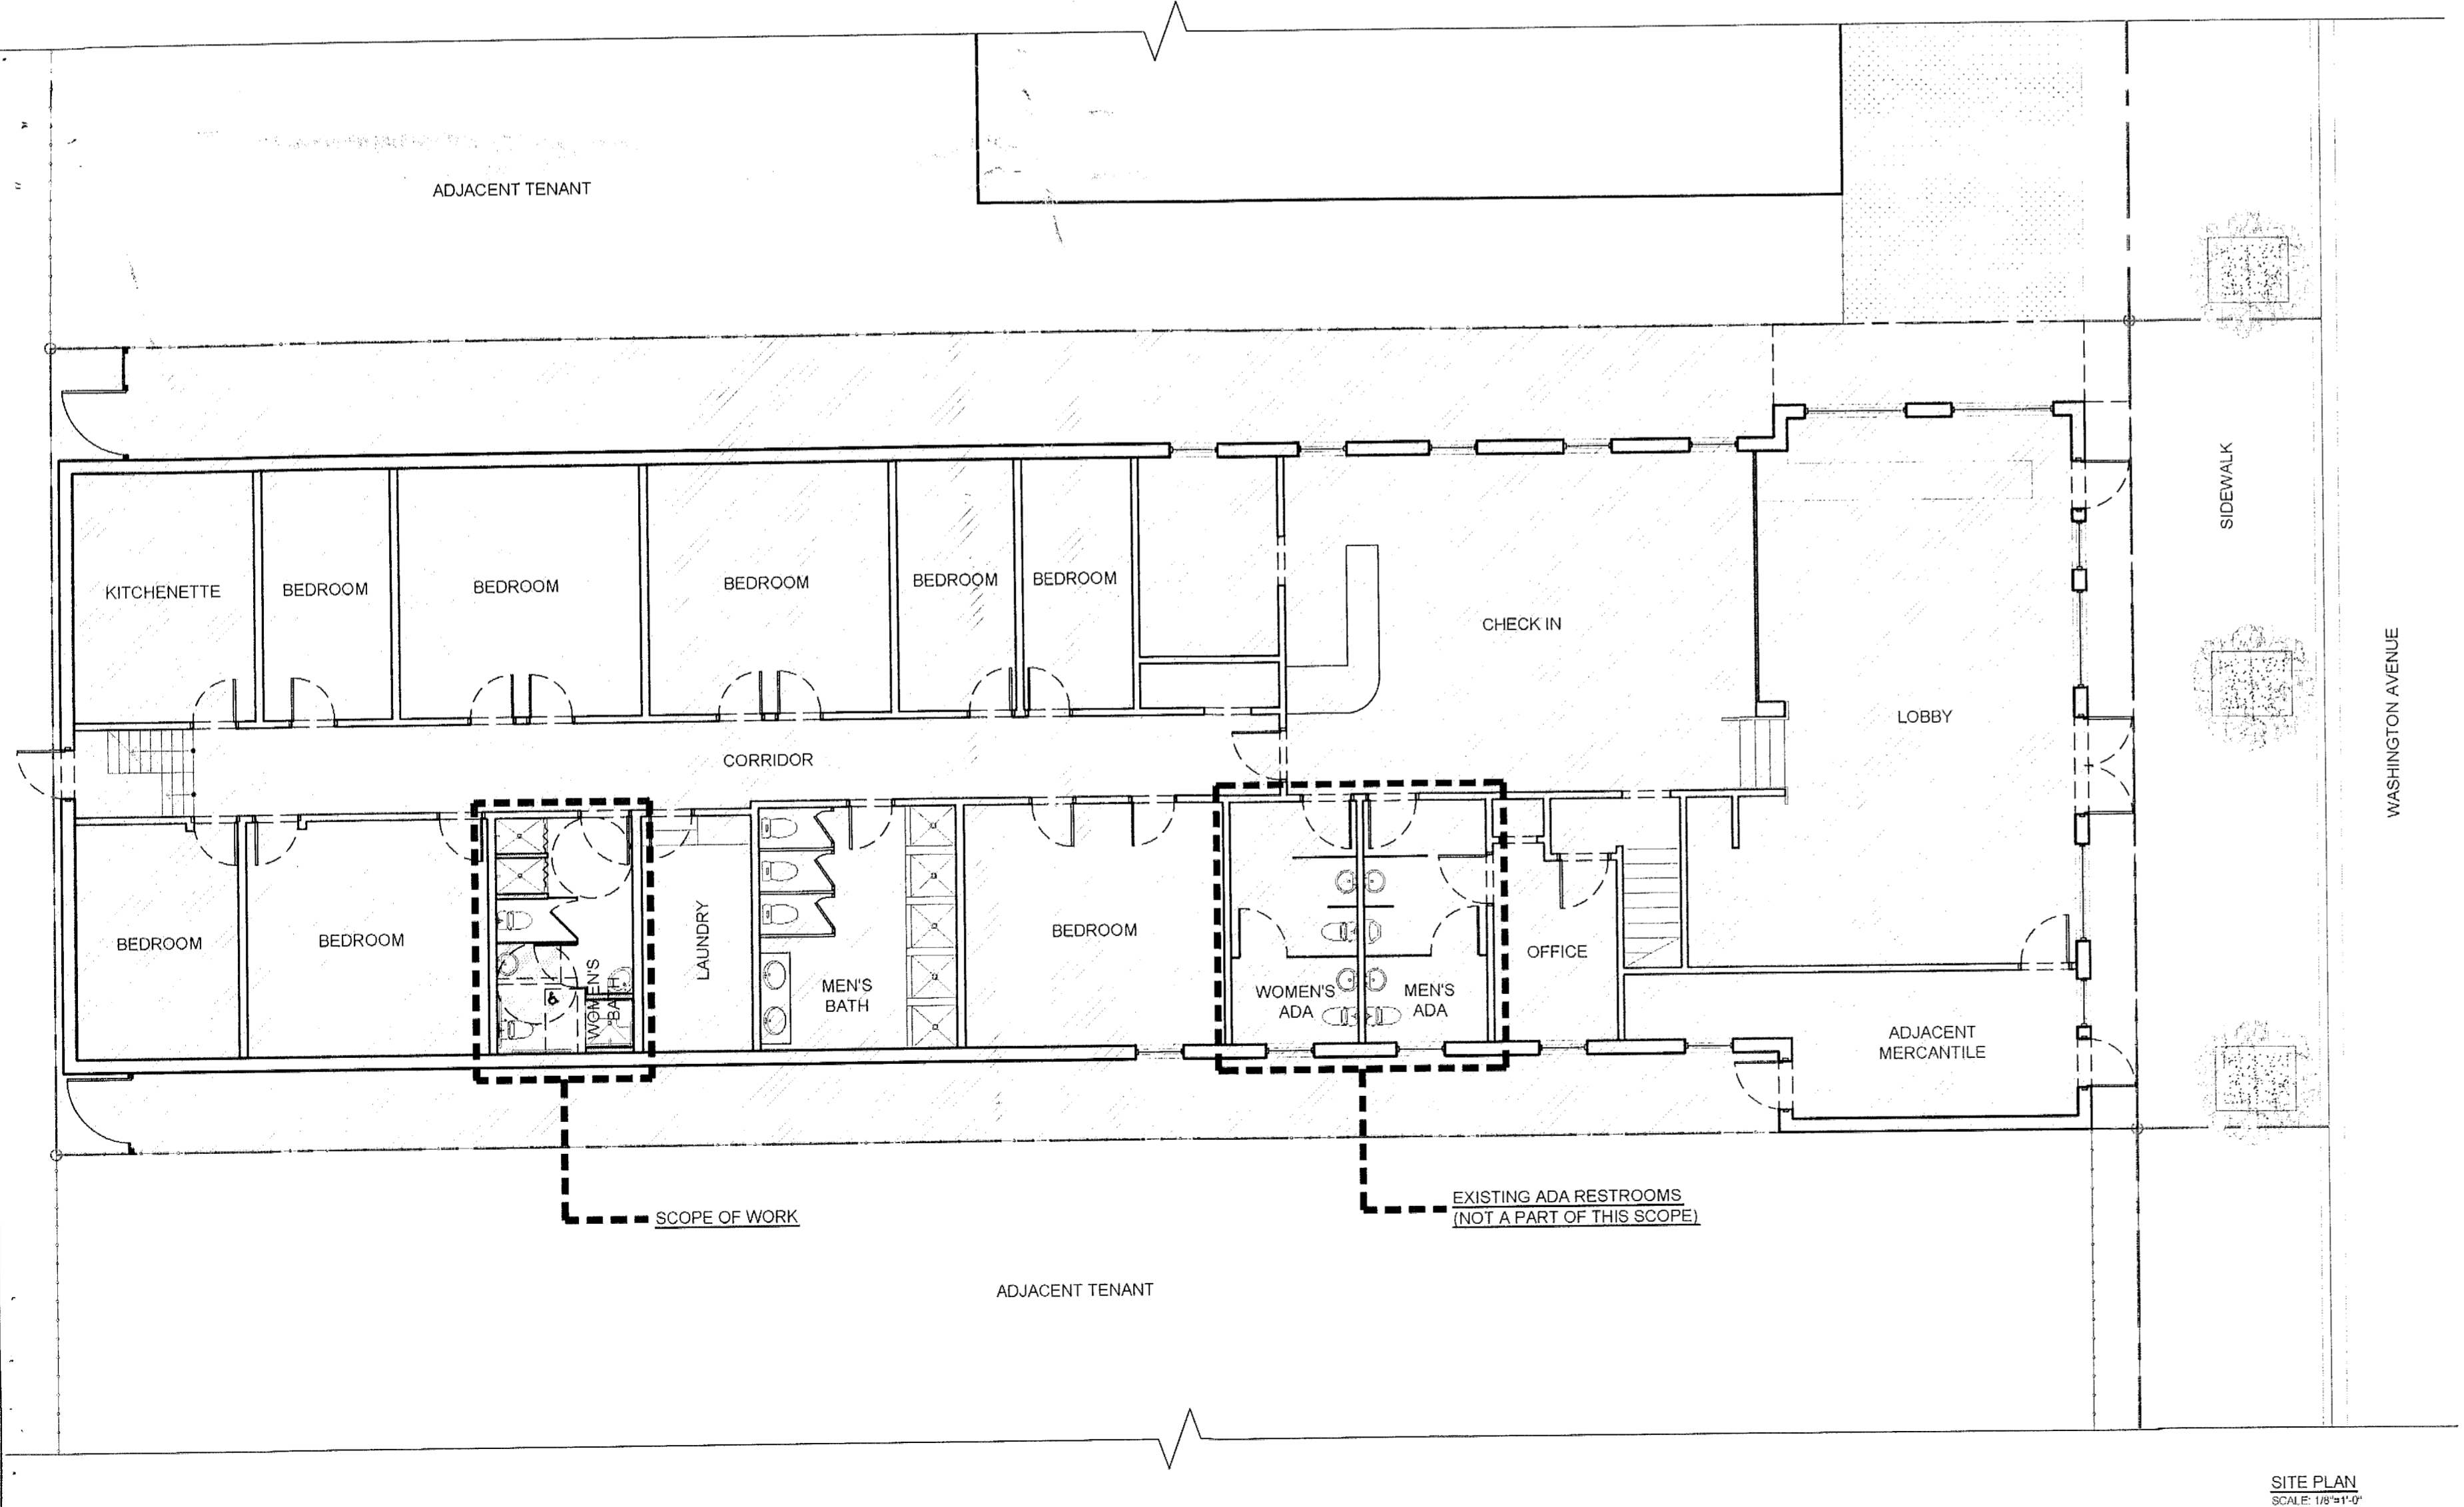 ADJACENT TENANT
SIDEWALK
WASHINGTON AVENUE
KITCHENETTE
BEDROOM
BEDROOM
BEDROOM
BEDROOM
BEDROOM
CHECK IN
LOBBY
CORRIDOR
BEDROOM
BEDROOM
WOMEN'S
BATH
LAUNDRY
MEN'S
BATH
BEDROOM
WOMEN'S
ADA
MEN'S
ADA
OFFICE
ADJACENT
MERCANTILE
SCOPE OF WORK
EXISTING ADA RESTROOMS
(NOT A PART OF THIS SCOPE)
ADJACENT TENANT
SITE PLAN
SCALE: 1/8"=1'-0"